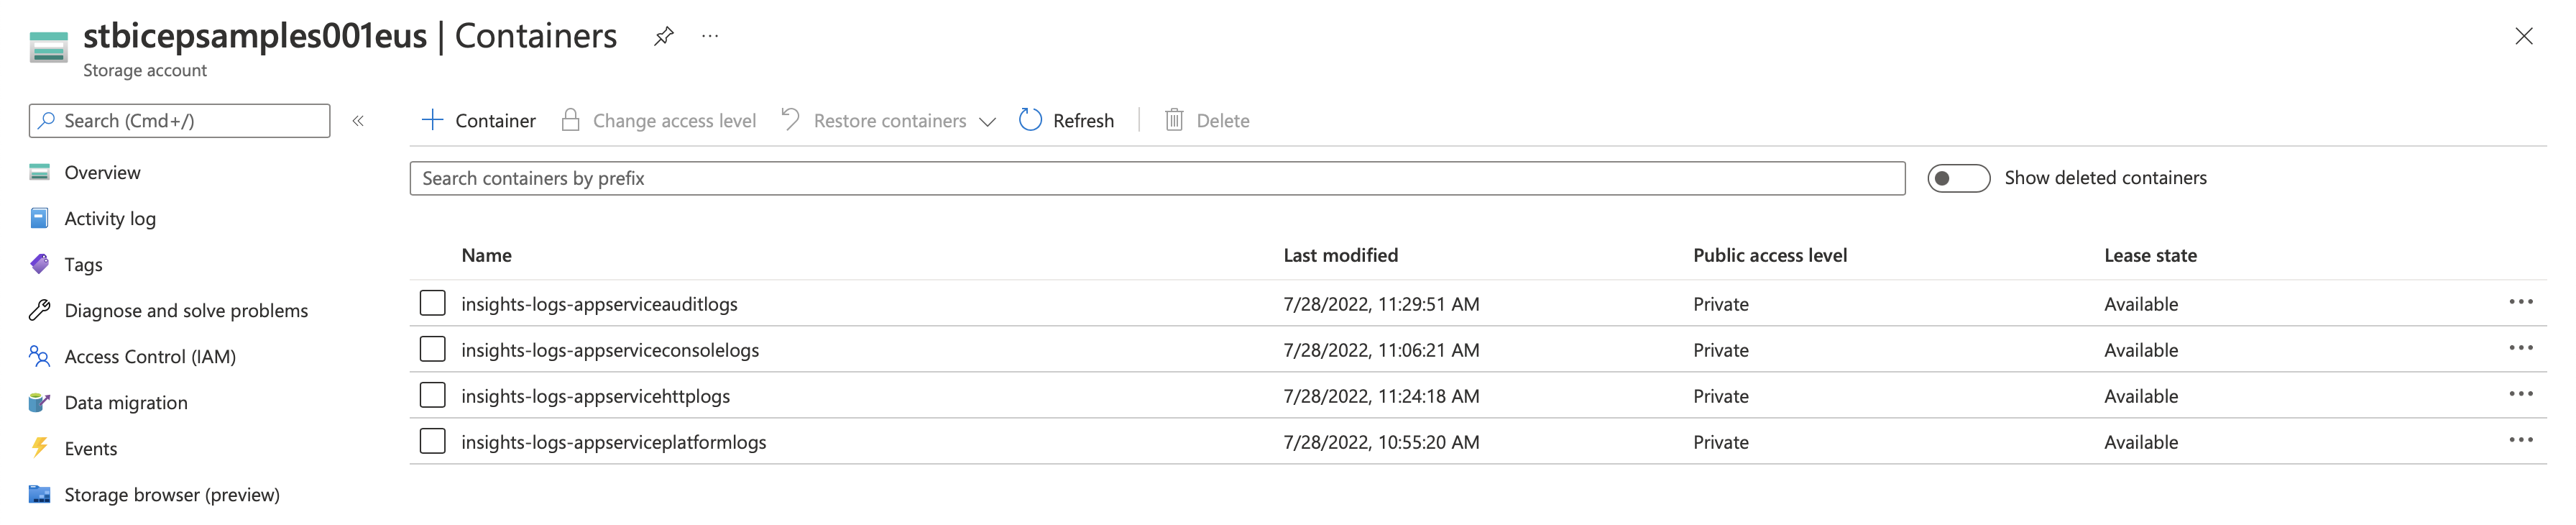 stbicepsamples001eus | Containers
Storage account
Search (Cmd+/)
Overview
Activity log
Tags
Diagnose and solve problems
Access Control (IAM)
Data migration
Events
Storage browser (preview)
Container Change access level Restore containers Refresh Delete
Search containers by prefix Show deleted containers
Name Last modified Public access level Lease state
insights-logs-appserviceauditlogs 7/28/2022, 11:29:51 AM Private Available
insights-logs-appserviceconsolelogs 7/28/2022, 11:06:21 AM Private Available
insights-logs-appservicehttplogs 7/28/2022, 11:24:18 AM Private Available
insights-logs-appserviceplatformlogs 7/28/2022, 10:55:20 AM Private Available